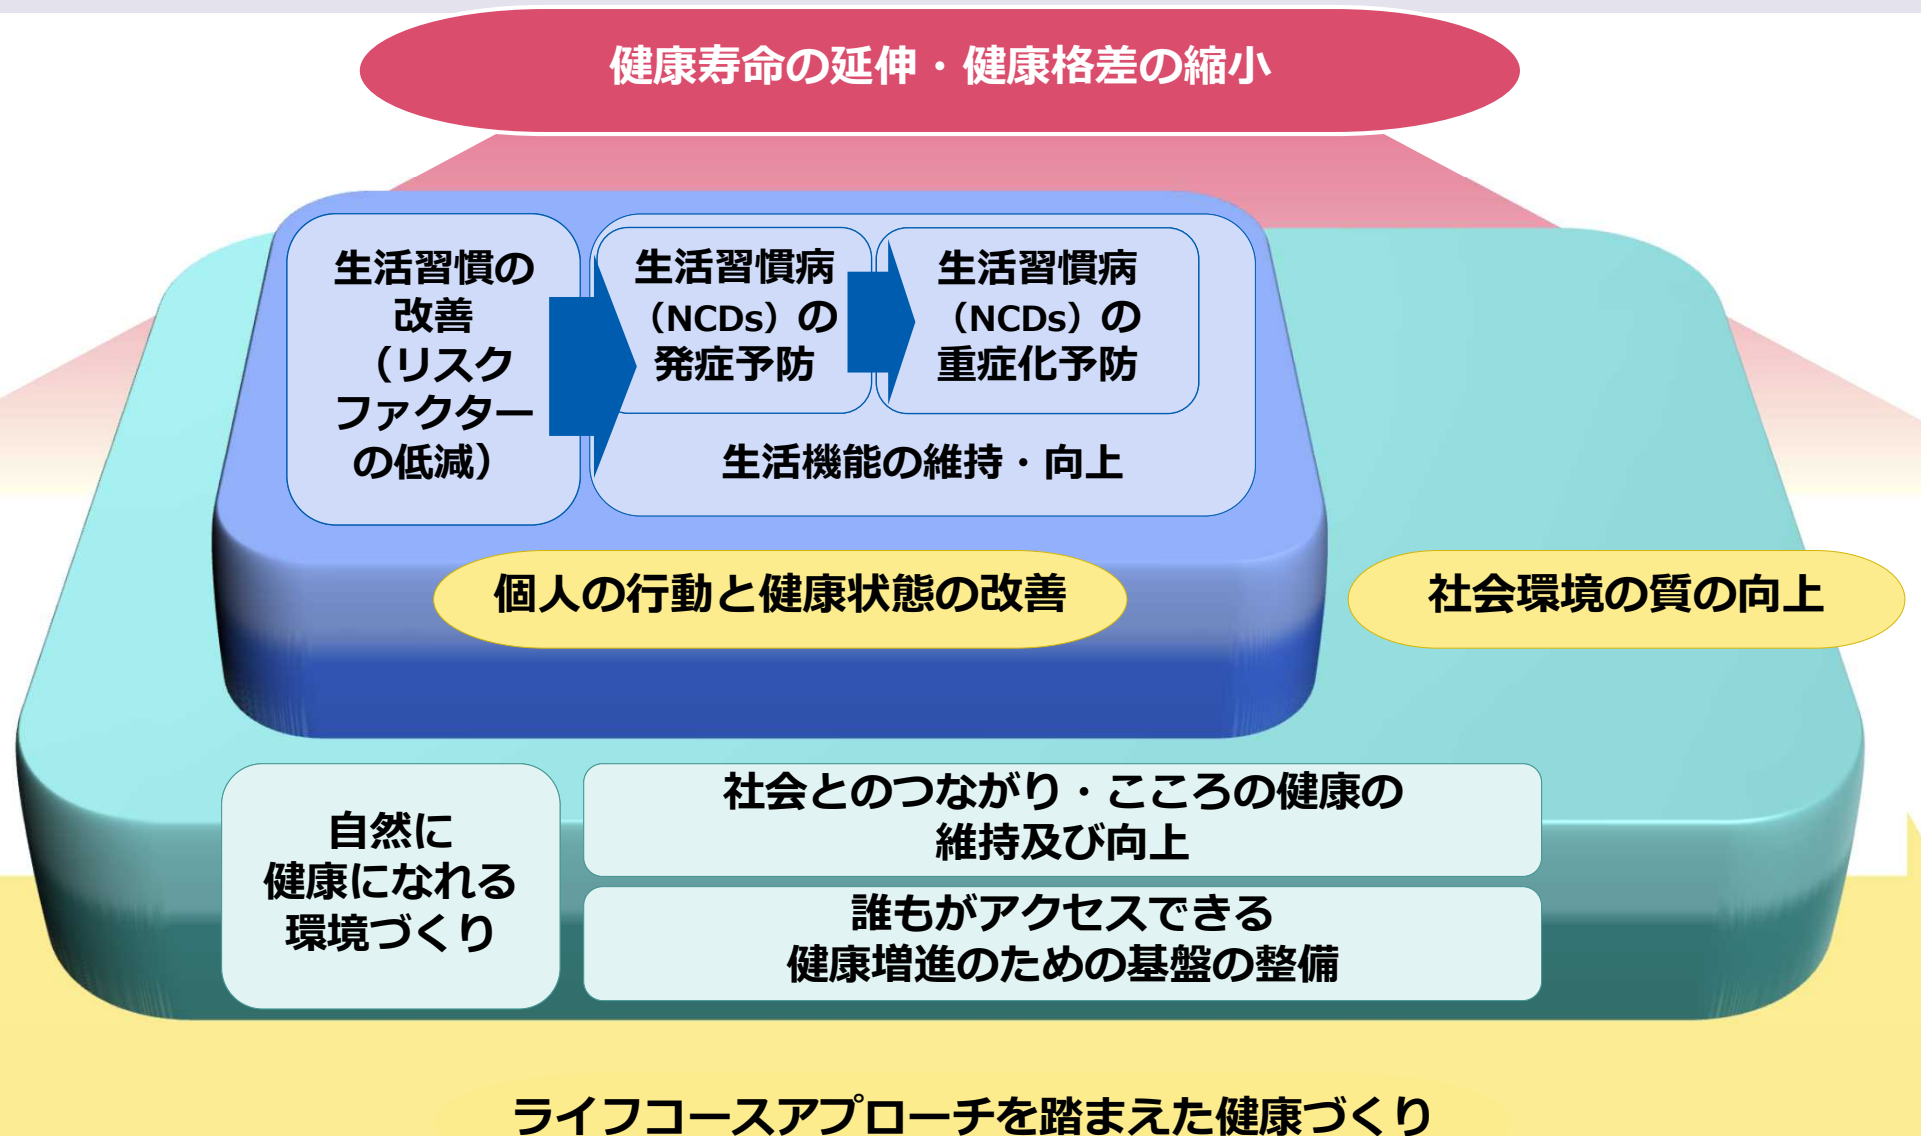 健康寿命の延伸・健康格差の縮小
生活習慣の
改善
（リスク
ファクター
の低減）
生活習慣病
（NCDs）の
発症予防
生活習慣病
（NCDs）の
重症化予防
生活機能の維持・向上
個人の行動と健康状態の改善
社会環境の質の向上
自然に
健康になれる
環境づくり
社会とのつながり・こころの健康の
維持及び向上
誰もがアクセスできる
健康増進のための基盤の整備
ライフコースアプローチを踏まえた健康づくり